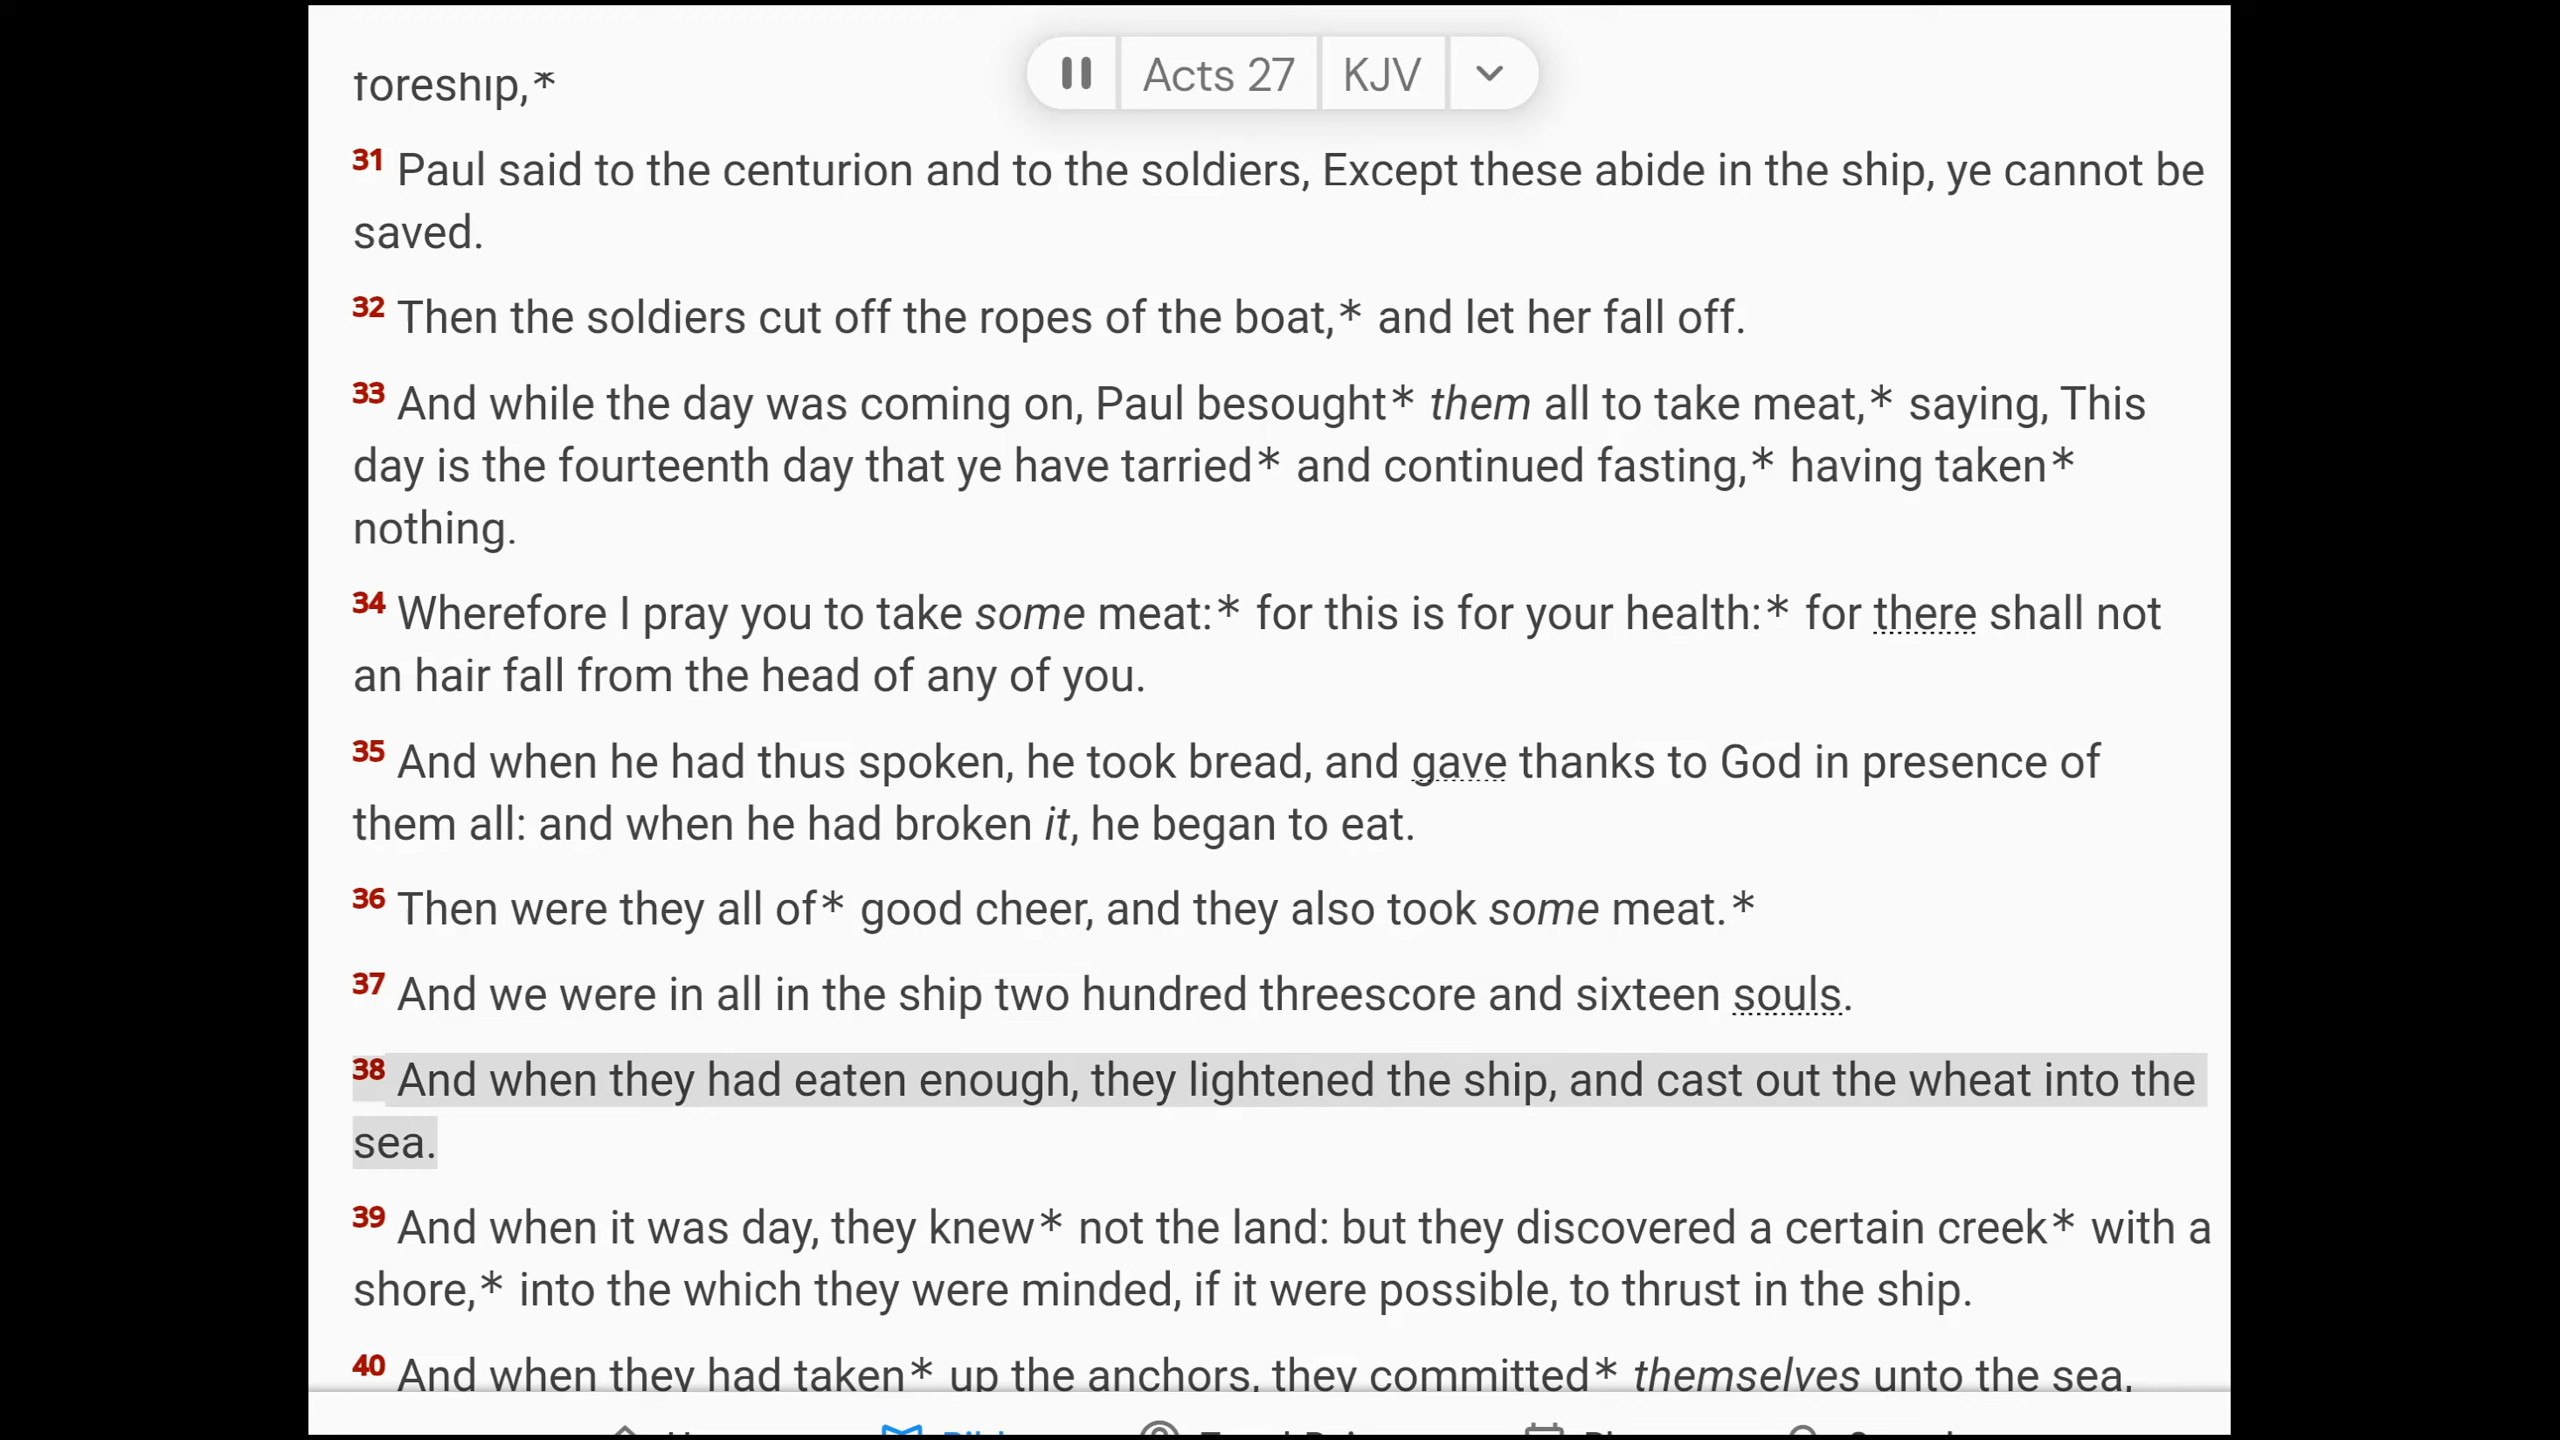 foreship,*
Acts 27 KJV
31 Paul said to the centurion and to the soldiers, Except these abide in the ship, ye cannot be
saved.
32 Then the soldiers cut off the ropes of the boat,* and let her fall off.
33 And while the day was coming on, Paul besought* them all to take meat,* saying, This
day is the fourteenth day that ye have tarried* and continued fasting,* having taken*
nothing.
34 Wherefore I pray you to take some meat:* for this is for your health:* for there shall not
an hair fall from the head of any of you.
35 And when he had thus spoken, he took bread, and gave thanks to God in presence of
them all: and when he had broken it, he began to eat.
36 Then were they all of* good cheer, and they also took some meat.*
37 And we were in all in the ship two hundred threescore and sixteen souls.
38 And when they had eaten enough, they lightened the ship, and cast out the wheat into the
sea.
39 And when it was day, they knew* not the land: but they discovered a certain creek* with a
shore,* into the which they were minded, if it were possible, to thrust in the ship.
40 And when they had taken* up the anchors, they committed* themselves unto the sea,